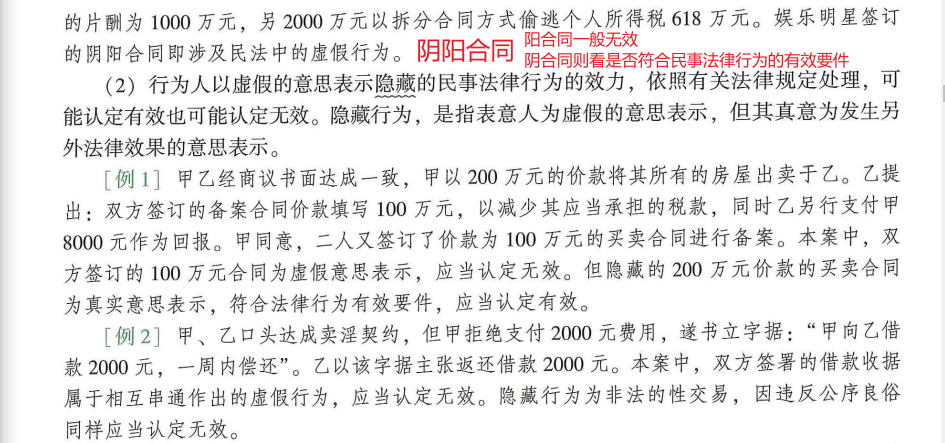 的片酬为 1000 万元，另 2000 万元以拆分合同方式偷逃个人所得税 618 万元。娱乐明星签订
的阴阳合同即涉及民法中的虚假行为。 阴阳合同 阳合同一般无效
阴合同则看是否符合民事法律行为的有效要件
（2）行为人以虚假的意思表示隐藏的民事法律行为的效力，依照有关法律规定处理，可
能认定有效也可能认定无效。隐藏行为，是指表意人为虚假的意思表示，但其真意为发生另
外法律效果的意思表示。
［例 1］甲乙经商议书面达成一致，甲以 200 万元的价款将其所有的房屋出卖于乙。乙提
出：双方签订的备案合同价款填写 100 万元，以减少其应当承担的税款，同时乙另行支付甲
8000 元作为回报。甲同意，二人又签订了价款为 100 万元的买卖合同进行备案。本案中，双
方签订的 100 万元合同为虚假意思表示，应当认定无效。但隐藏的 200 万元价款的买卖合同
为真实意思表示，符合法律行为有效要件，应当认定有效。
［例 2］甲、乙口头达成卖淫契约，但甲拒绝支付 2000 元费用，遂书立字据：“甲向乙借
款 2000 元，一周内偿还”。乙以该字据主张返还借款 2000 元。本案中，双方签署的借款收据
属于相互串通作出的虚假行为，应当认定无效。隐藏行为为非法的性交易，因违反公序良俗
同样应当认定无效。